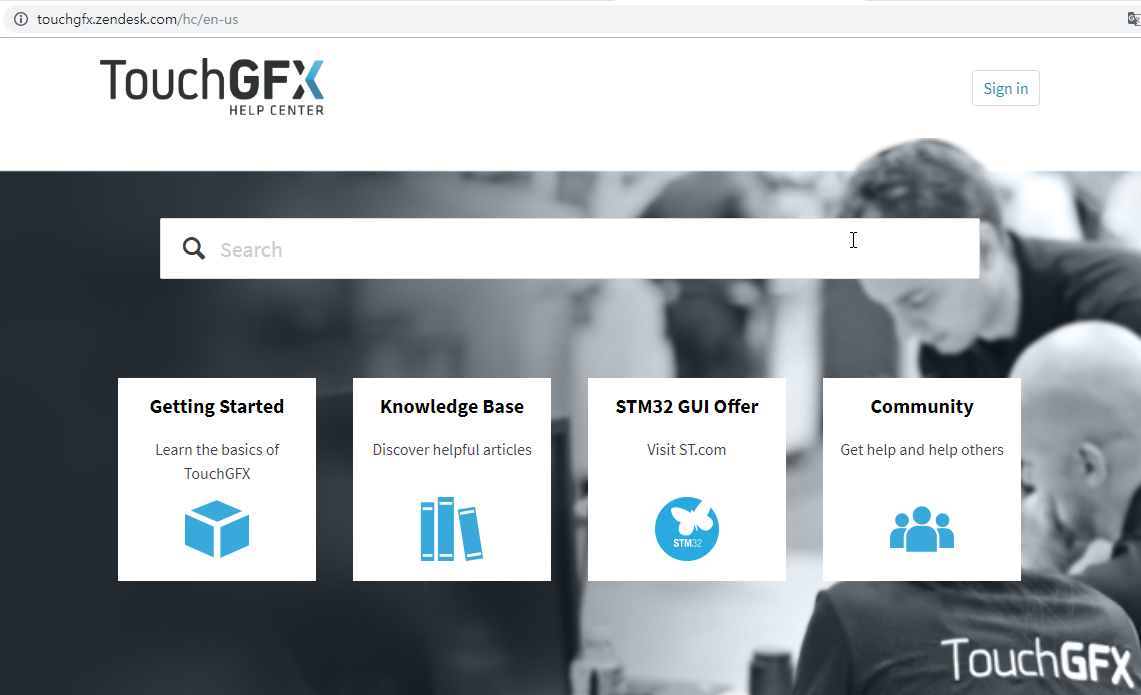 touchgfx.zendesk.com/hc/en-us
TouchGFX
HELP CENTER
Sign in
Search
Getting Started
Learn the basics of
TouchGFX
Knowledge Base
Discover helpful articles
STM32 GUI Offer
Visit ST.com
STM32
Community
Get help and help others
TouchGFX